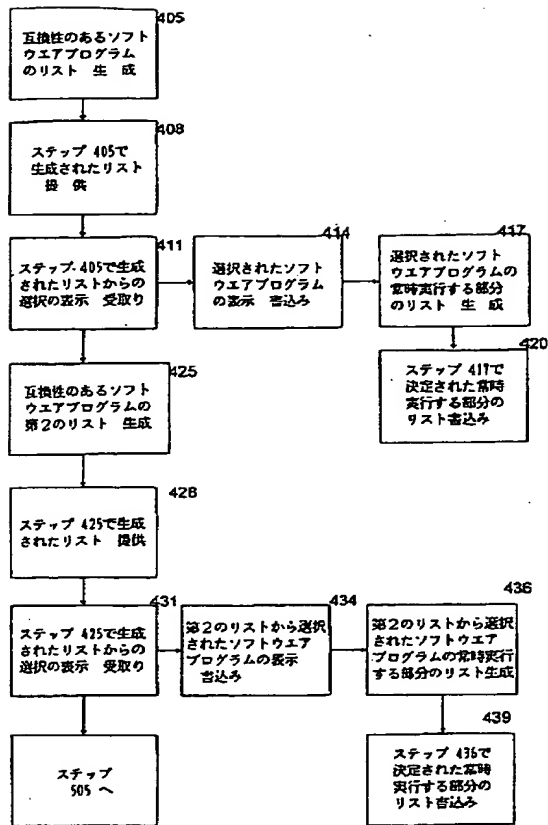 405
互換性のあるソフト
ウエアプログラム
のリスト 生 成
408
ステップ 405で
生成されたリスト
提 供
411
ステップ 405で生成
されたリストからの
選択の表示 受取り
414
選択されたソフト
ウエアプログラム
の表示 書込み
417
選択されたソフト
ウエアプログラムの
常時実行する部分
のリスト 生 成
420
ステップ 417で
決定された常時
実行する部分の
リスト書込み
425
互換性のあるソフト
ウエアプログラムの
第2のリスト 生成
428
ステップ 425で生成
されたリスト 提供
431
ステップ 425で生成
されたリストからの
選択の表示 受取り
434
第2のリストから選択
されたソフトウエア
プログラムの表示
書込み
436
第2のリストから選択
されたソフトウエア
プログラムの常時実行
する部分のリスト生成
439
ステップ 436で
決定された常時
実行する部分の
リスト書込み
ステップ
505 へ